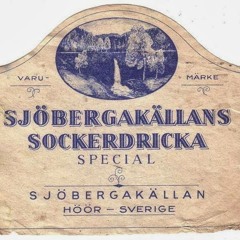 VARU- MÄRKE
SJÖBERGAKÄLLANS
SOCKERDRICKA
SPECIAL
SJÖBERGAKÄLLAN
HÖÖR – SVERIGE